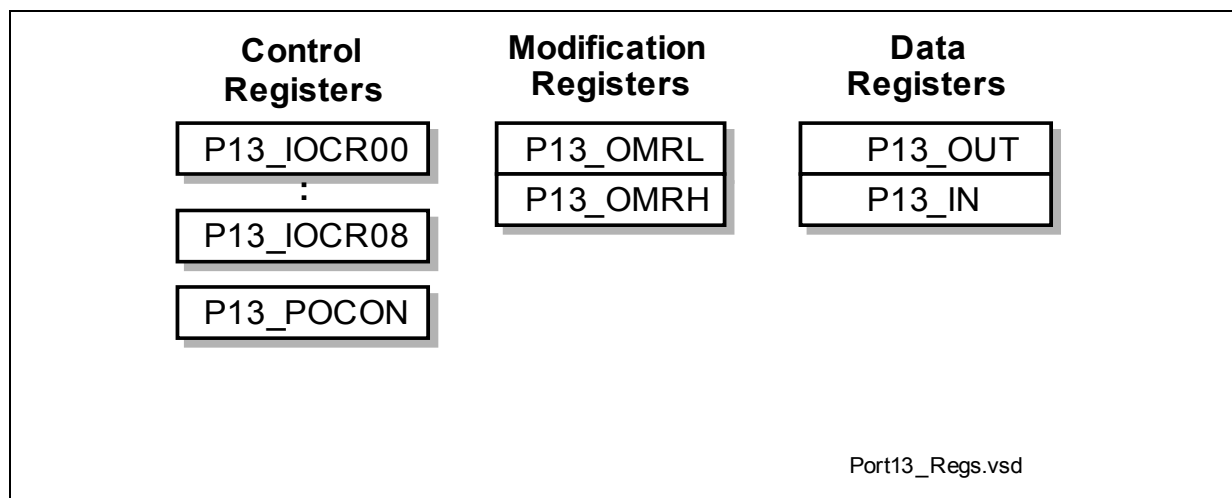 Control
Registers
P13_IOCR00
:
P13_IOCR08
P13_POCON
Modification
Registers
P13_OMRL
P13_OMRH
Data
Registers
P13_OUT
P13_IN
Port13_Regs.vsd